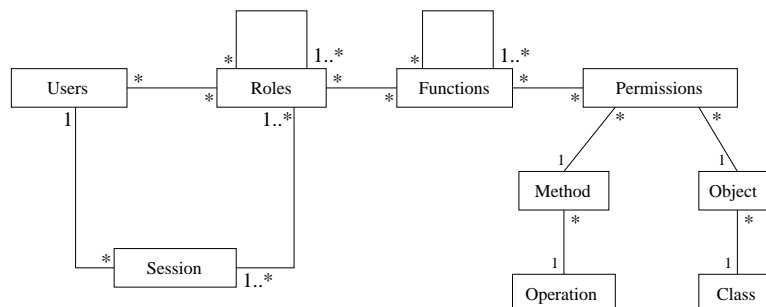 * 1..* * 1..*
Users * * Roles * * Functions * * Permissions
1 1..* * *
1 1
Method Object
* *
* Session 1..*
1 1
Operation Class